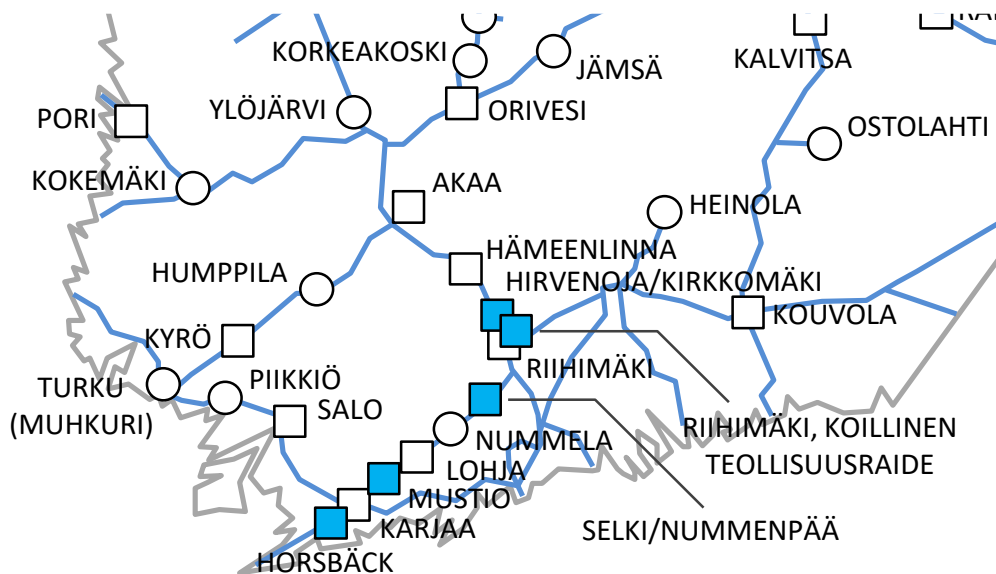 KORKEAKOSKI
JÄMSÄ
KALVITSA
YLÖJÄRVI
ORIVESI
PORI
OSTOLAHTI
KOKEMÄKI
AKAA
HEINOLA
HÄMEENLINNA
HUMPPILA
HIRVENOJA/KIRKKOMÄKI
KOUVOLA
KYRÖ
RIIHIMÄKI
TURKU
(MUHKURI)
PIIKKIÖ
SALO
NUMMELA
RIIHIMÄKI, KOILLINEN
TEOLLISUUSRAIDE
LOHJA
MUSTIO
KARJAA
SELKI/NUMMENPÄÄ
HORSBÄCK